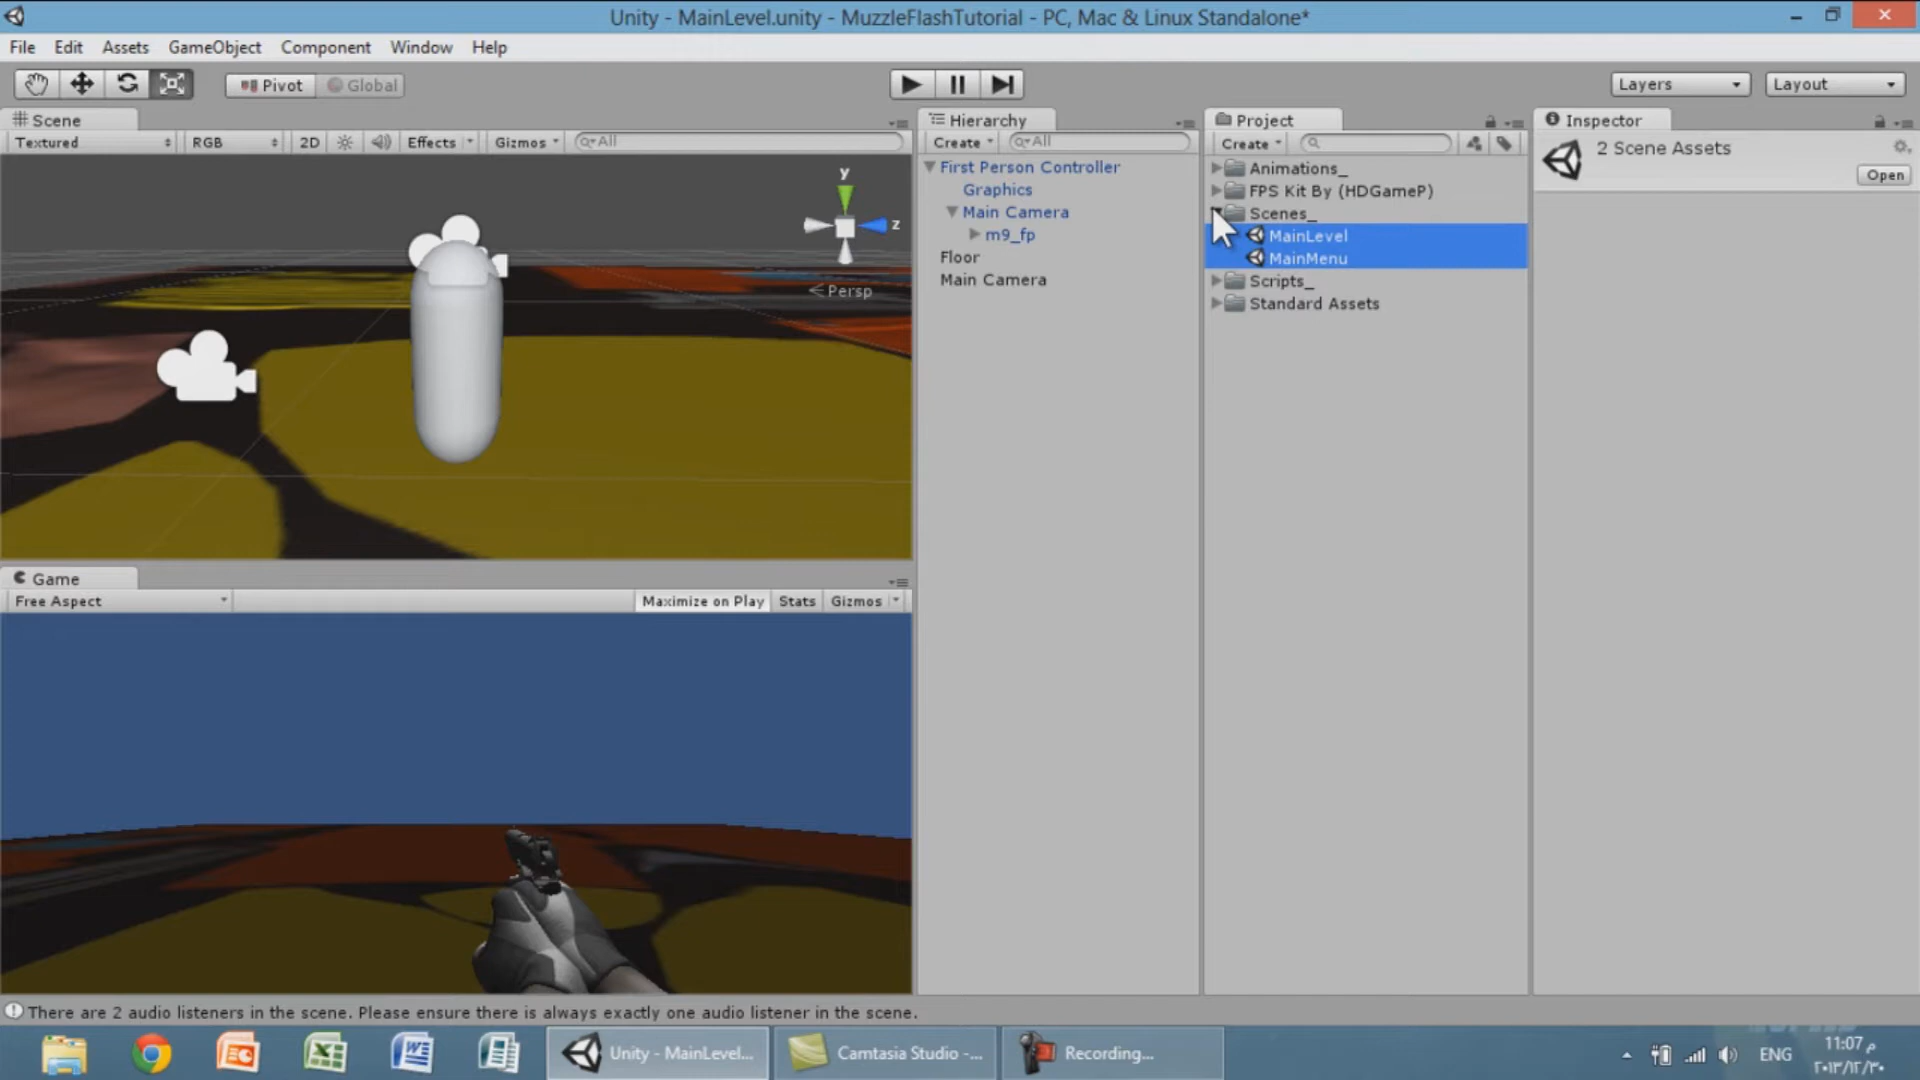 Unity - MainLevel.unity - MuzzleFlashTutorial - PC, Mac & Linux Standalone*
File Edit Assets GameObject Component Window Help
Pivot Global Layers Layout
Scene
Textured RGB 2D Effects Gizmos All
y
z
Persp
Game
Free Aspect Maximize on Play Stats Gizmos
Hierarchy
Create All
First Person Controller
Graphics
Main Camera
m9_fp
Floor
Main Camera
Project
Create
Animations_
FPS Kit By (HDGameP)
Scenes_
MainLevel
MainMenu
Scripts_
Standard Assets
Inspector
2 Scene Assets
Open
There are 2 audio listeners in the scene. Please ensure there is always exactly one audio listener in the scene.
Unity - MainLevel... Camtasia Studio -... Recording...
ENG
11:07 م
٢٠١٣/١٢/٣٠